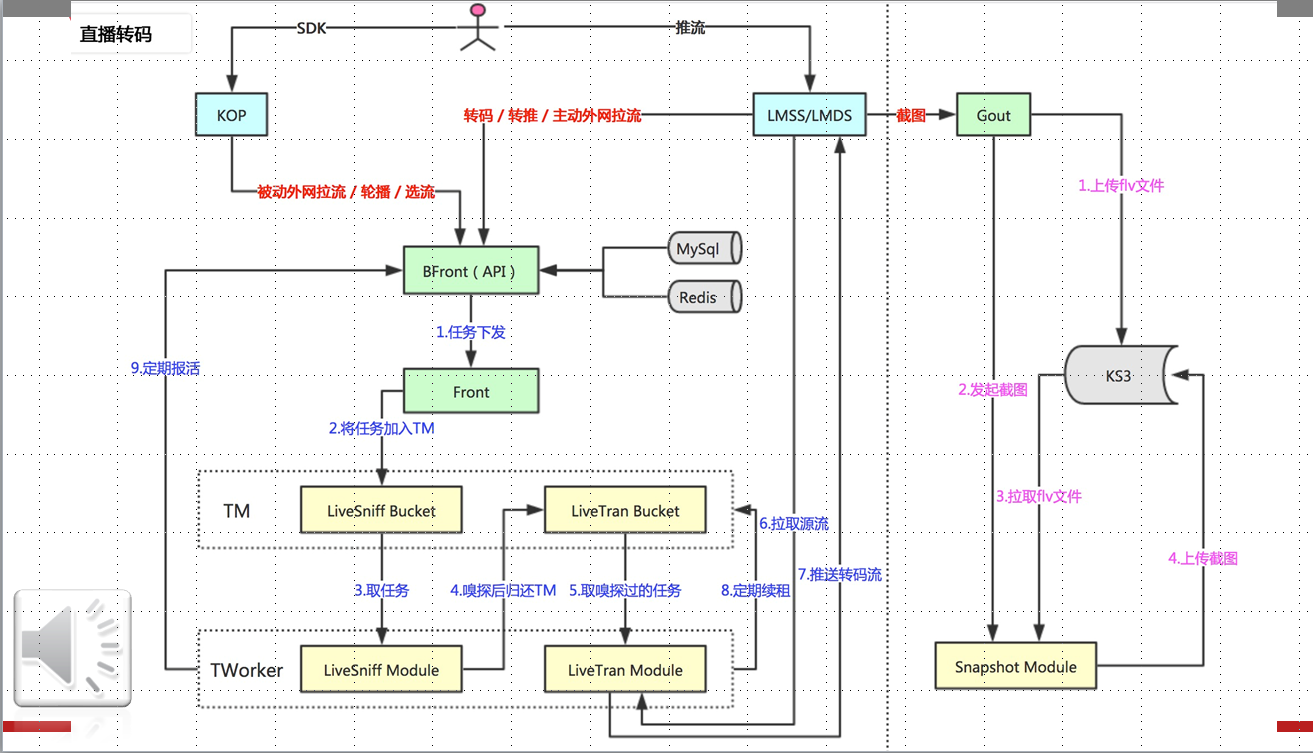 直播转码
SDK
推流
KOP
转码 / 转推 / 主动外网拉流
LMSS/LMDS
截图
Gout
被动外网拉流 / 轮播 / 选流
1.上传flv文件
MySql
BFront ( API )
Redis
1.任务下发
9.定期报活
Front
KS3
2.发起截图
2.将任务加入TM
3.拉取flv文件
TM
LiveSniff Bucket
LiveTran Bucket
6.拉取源流
4.上传截图
7.推送转码流
3.取任务
4.嗅探后归还TM
5.取嗅探过的任务
8.定期续租
TWorker
LiveSniff Module
LiveTran Module
Snapshot Module